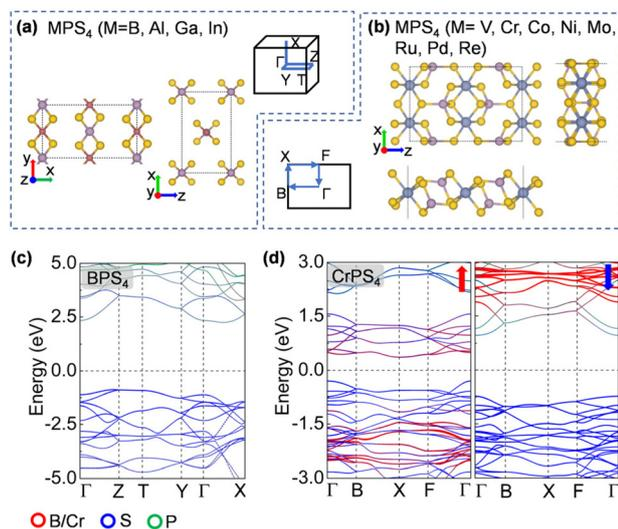 (a) MPS₄ (M=B, Al, Ga, In)
X
Γ
Z
Y T
y
z x
x
y z
(b) MPS₄ (M= V, Cr, Co, Ni, Mo,
Ru, Pd, Re)
X F
B Γ
x
z y
(c)
BPS₄
Energy (eV)
5.0
2.5
0.0
-2.5
-5.0
Γ Z T Y Γ X
(d)
CrPS₄
Energy (eV)
3.0
1.5
0.0
-1.5
-3.0
Γ B X F Γ
Γ B X F Γ
B/Cr S P